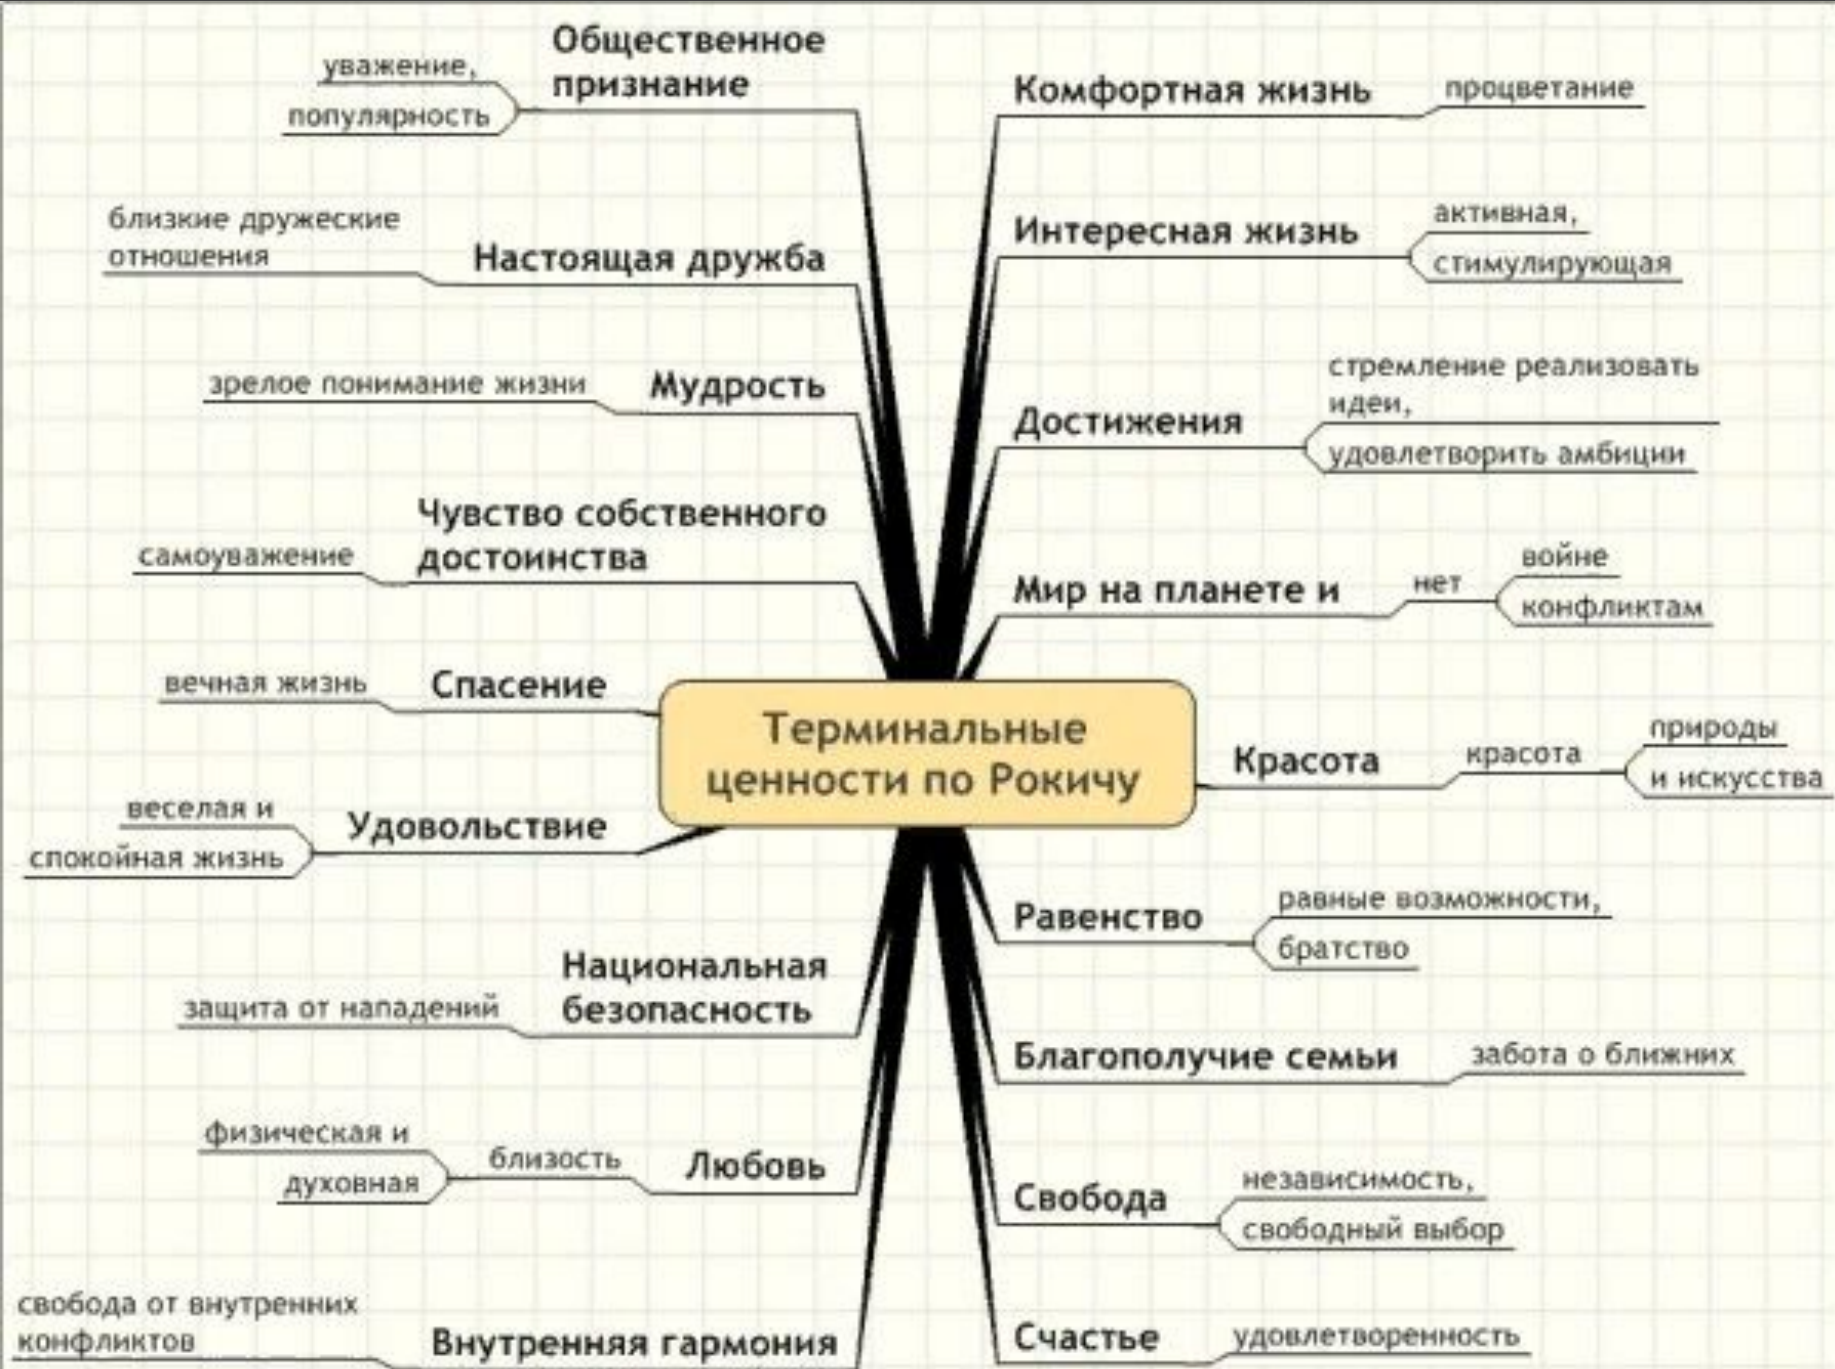 Общественное
признание
уважение,
популярность
Настоящая дружба
близкие дружеские
отношения
Мудрость
зрелое понимание жизни
Чувство собственного
достоинства
самоуважение
Спасение
вечная жизнь
Удовольствие
веселая и
спокойная жизнь
Национальная
безопасность
защита от нападений
Любовь
близость
физическая и
духовная
Внутренняя гармония
свобода от внутренних
конфликтов
Терминальные
ценности по Рокичу
Комфортная жизнь
процветание
Интересная жизнь
активная,
стимулирующая
Достижения
стремление реализовать
идеи,
удовлетворить амбиции
Мир на планете и
нет
войне
конфликтам
Красота
красота
природы
и искусства
Равенство
равные возможности,
братство
Благополучие семьи
забота о ближних
Свобода
независимость,
свободный выбор
Счастье
удовлетворенность